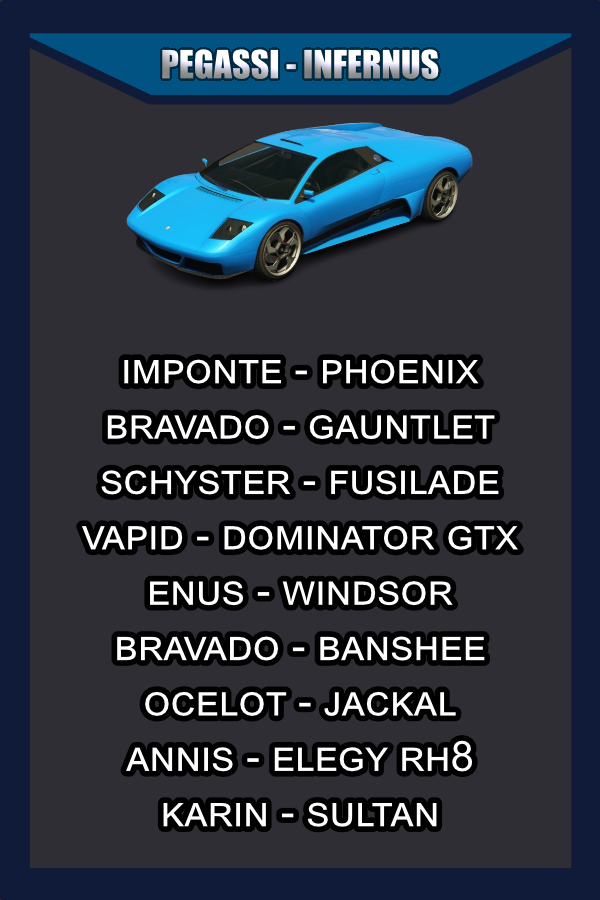 PEGASSI - INFERNUS
IMPONTE - PHOENIX
BRAVADO - GAUNTLET
SCHYSTER - FUSILADE
VAPID - DOMINATOR GTX
ENUS - WINDSOR
BRAVADO - BANSHEE
OCELOT - JACKAL
ANNIS - ELEGY RH8
KARIN - SULTAN